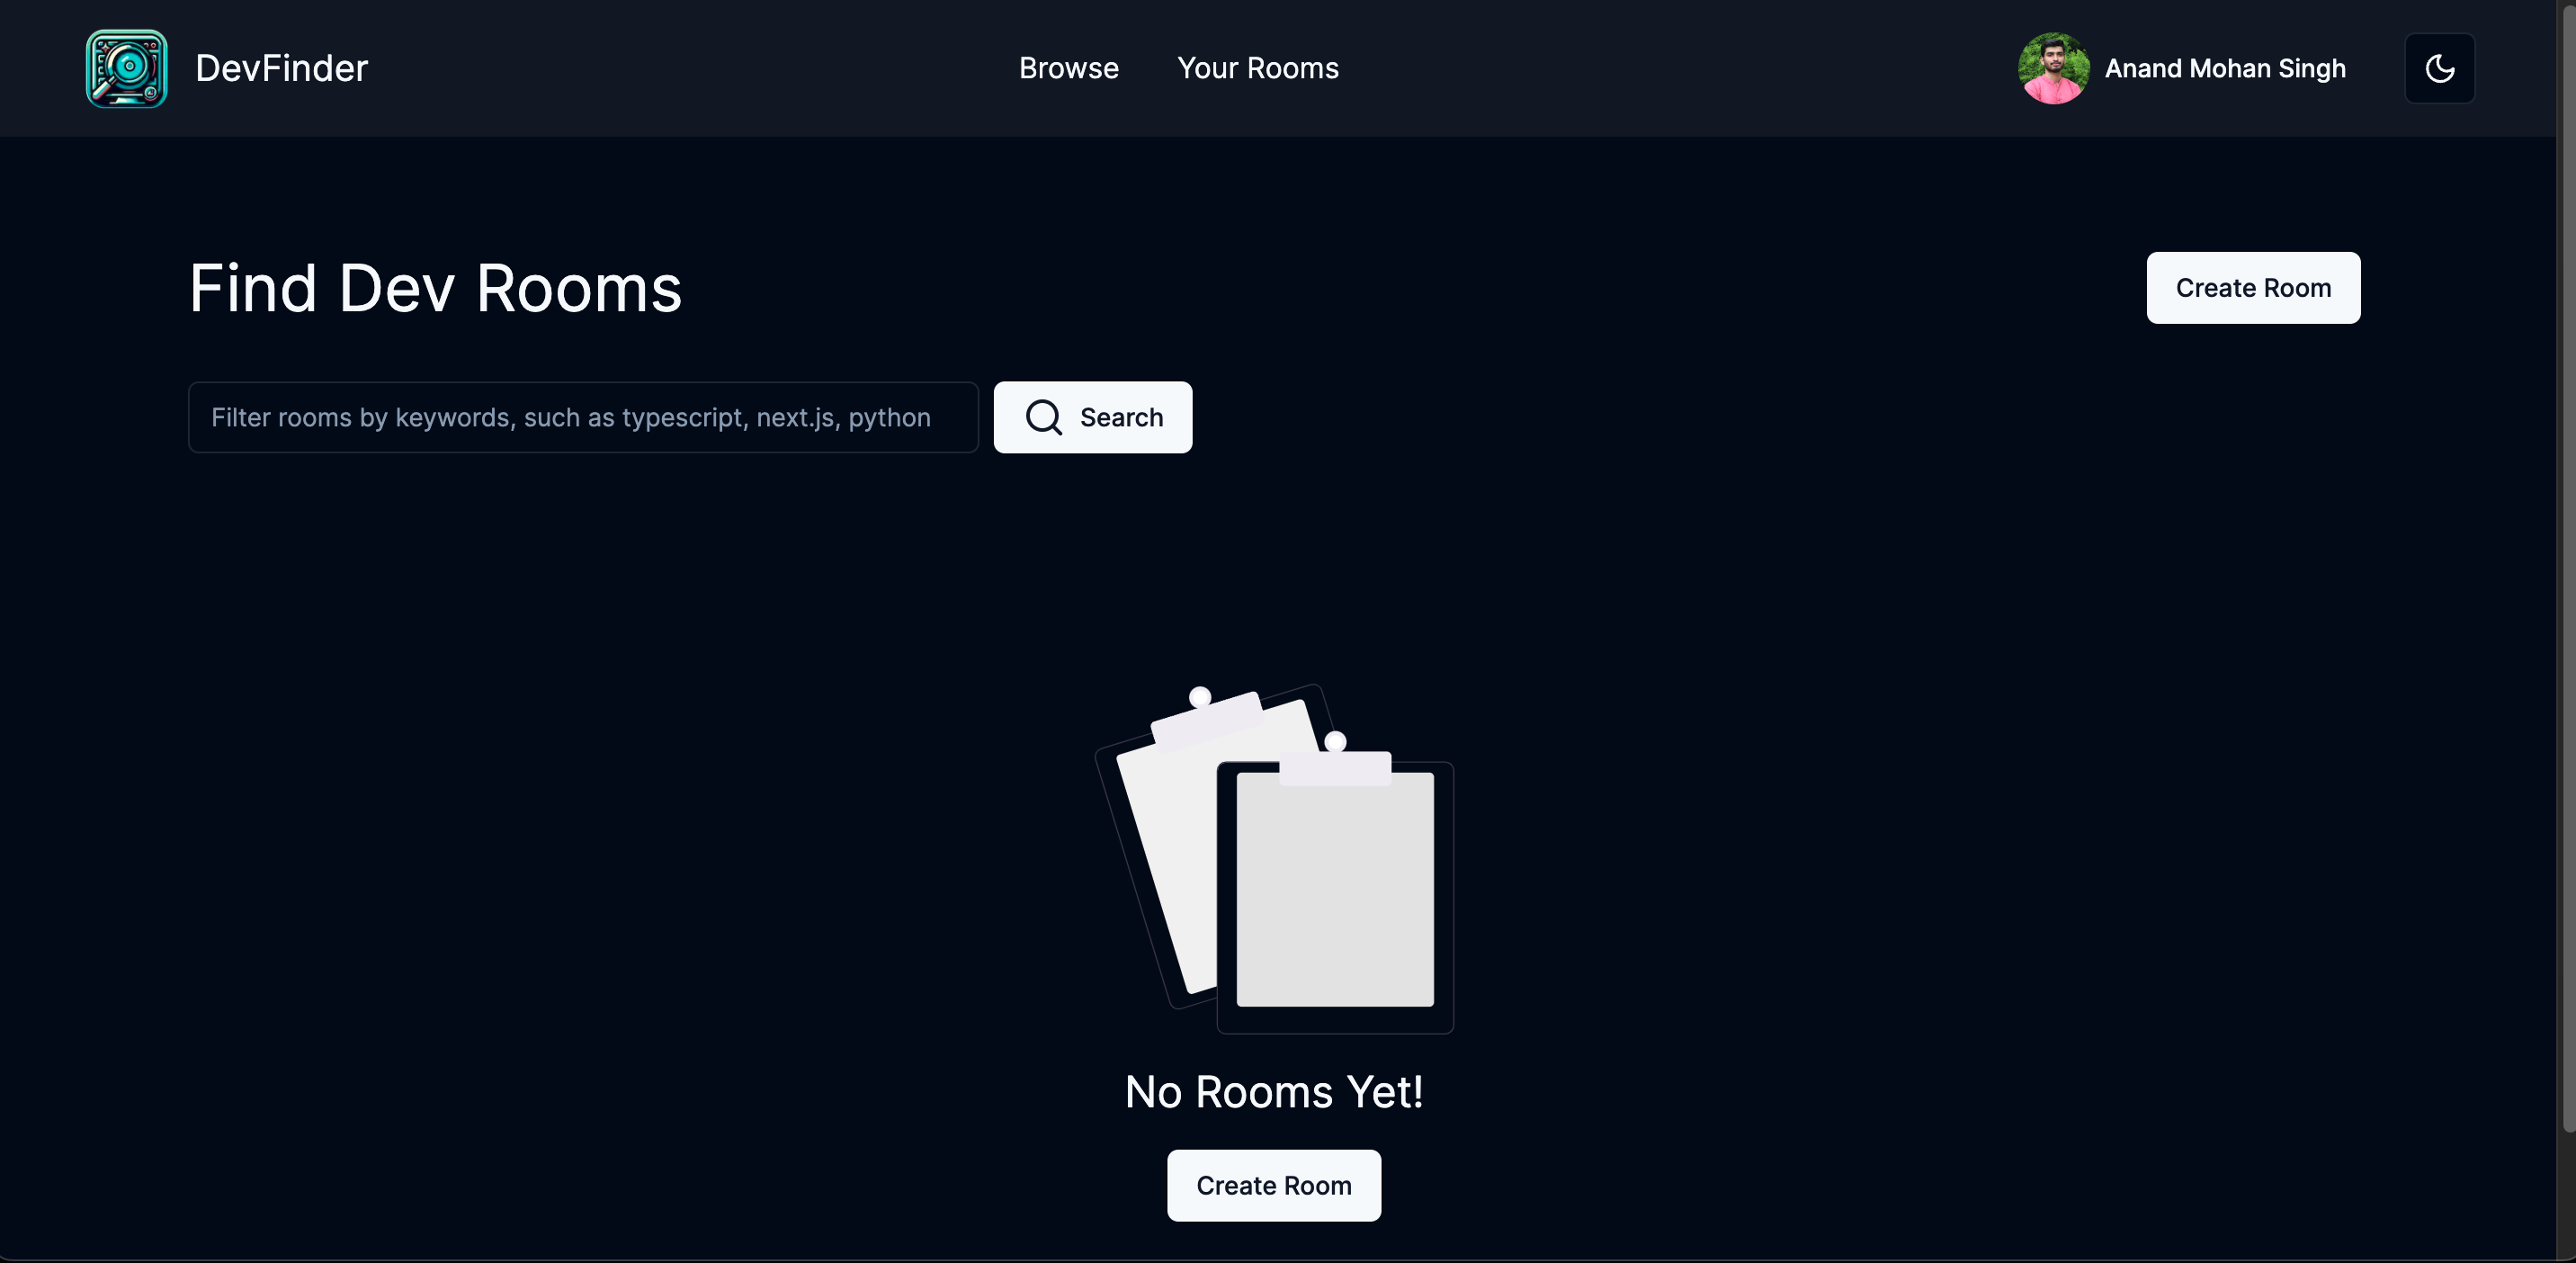 DevFinder
Browse
Your Rooms
Anand Mohan Singh
Find Dev Rooms
Create Room
Filter rooms by keywords, such as typescript, next.js, python
Search
No Rooms Yet!
Create Room